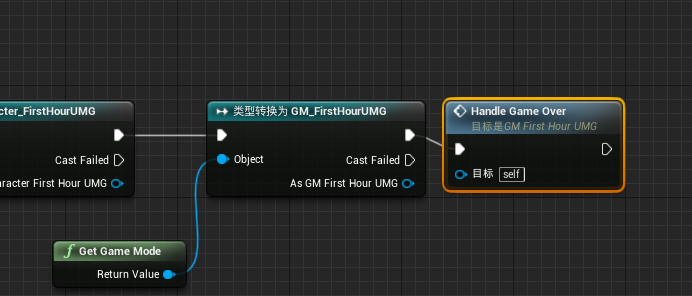 cter_FirstHourUMG
Cast Failed
aracter First Hour UMG
类型转换为 GM_FirstHourUMG
Object
Cast Failed
As GM First Hour UMG
Handle Game Over
目标是GM First Hour UMG
目标 self
f Get Game Mode
Return Value